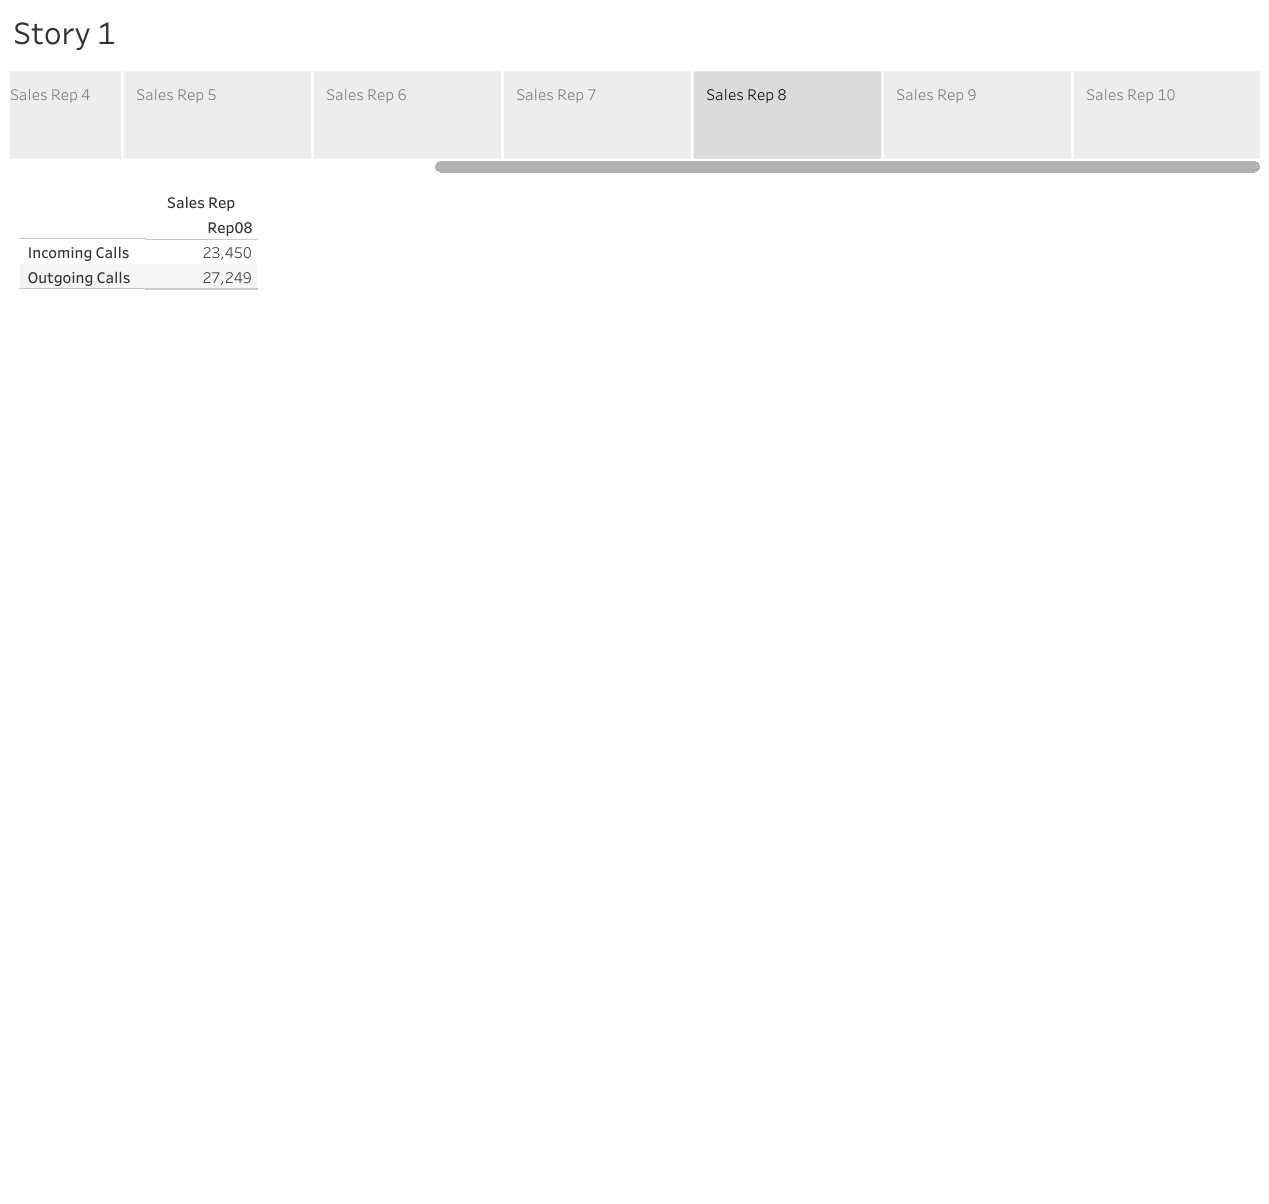 Story 1
Sales Rep 4 Sales Rep 5 Sales Rep 6 Sales Rep 7 Sales Rep 8 Sales Rep 9 Sales Rep 10
Sales Rep
Rep08
Incoming Calls 23,450
Outgoing Calls 27,249